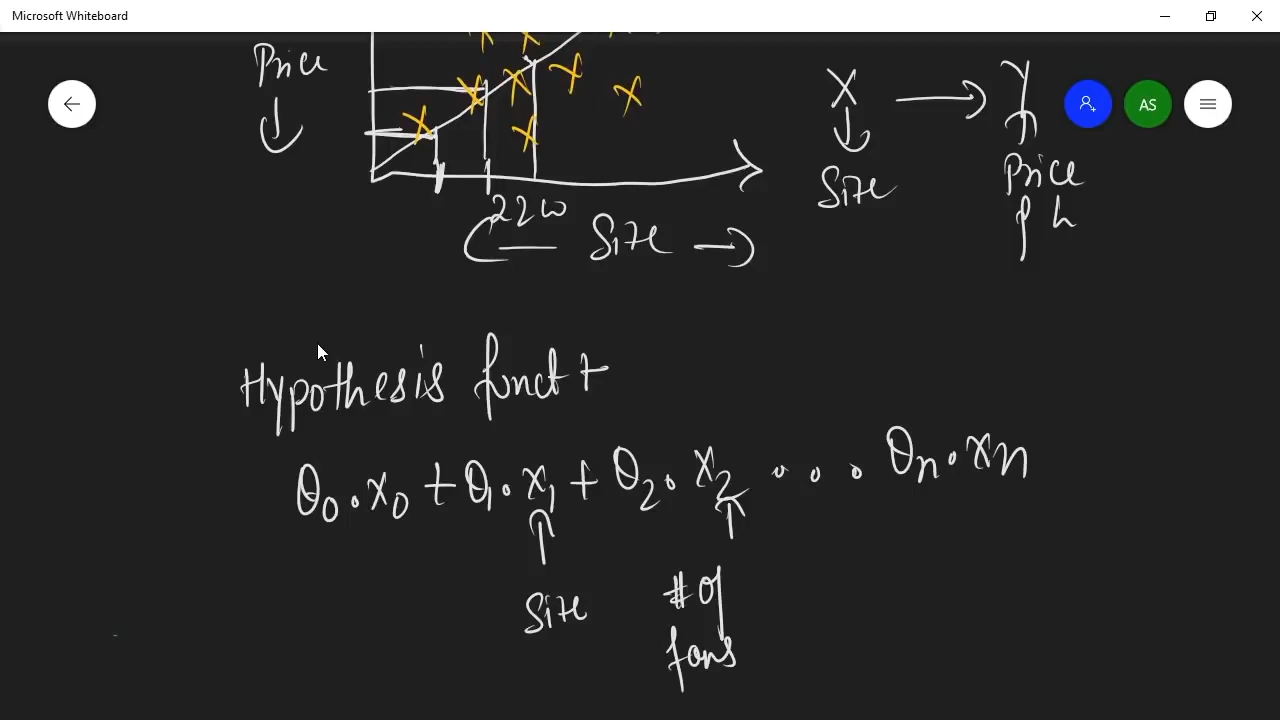 Microsoft Whiteboard
Price
X → Y
AS
Size
Price
2200
Size
Hypothesis funct
θ0.x0 + θ1.x1 + θ2.x2 ... θn.xn
Size
# of
fans